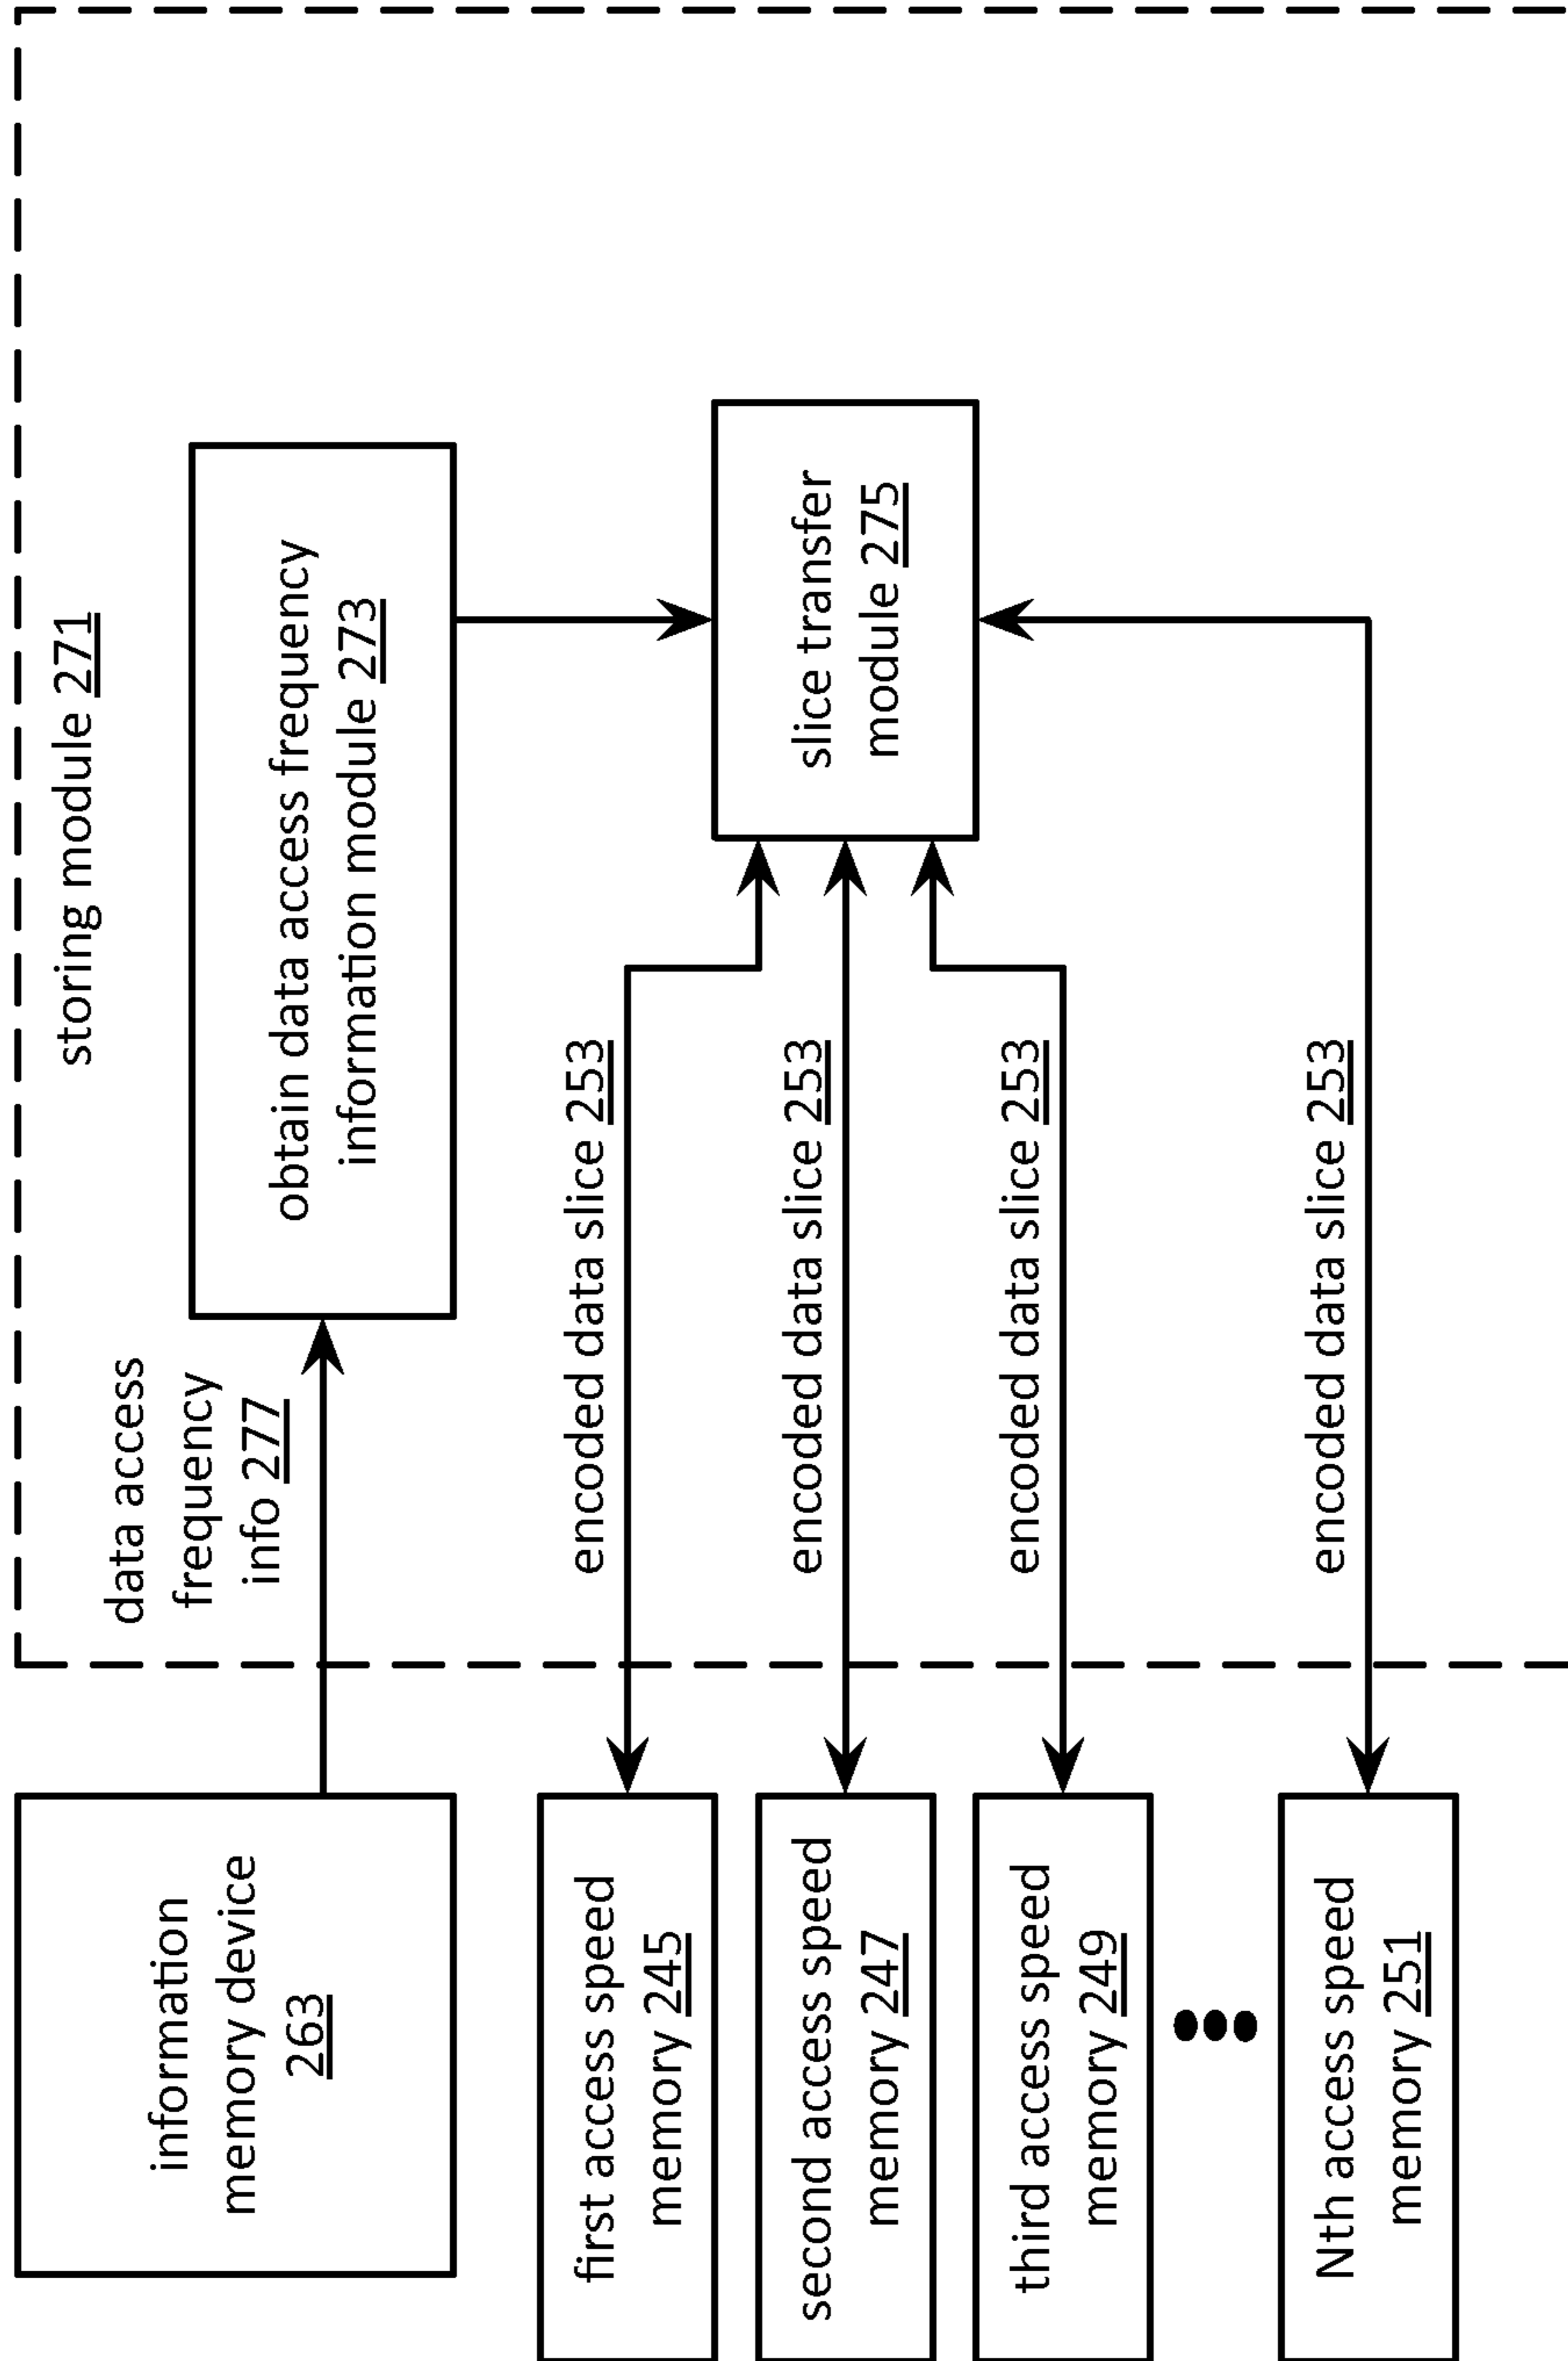 storing module 271
information
memory device
263
data access
frequency
info 277
obtain data access frequency
information module 273
first access speed
memory 245
encoded data slice 253
second access speed
memory 247
encoded data slice 253
slice transfer
module 275
third access speed
memory 249
encoded data slice 253
Nth access speed
memory 251
encoded data slice 253